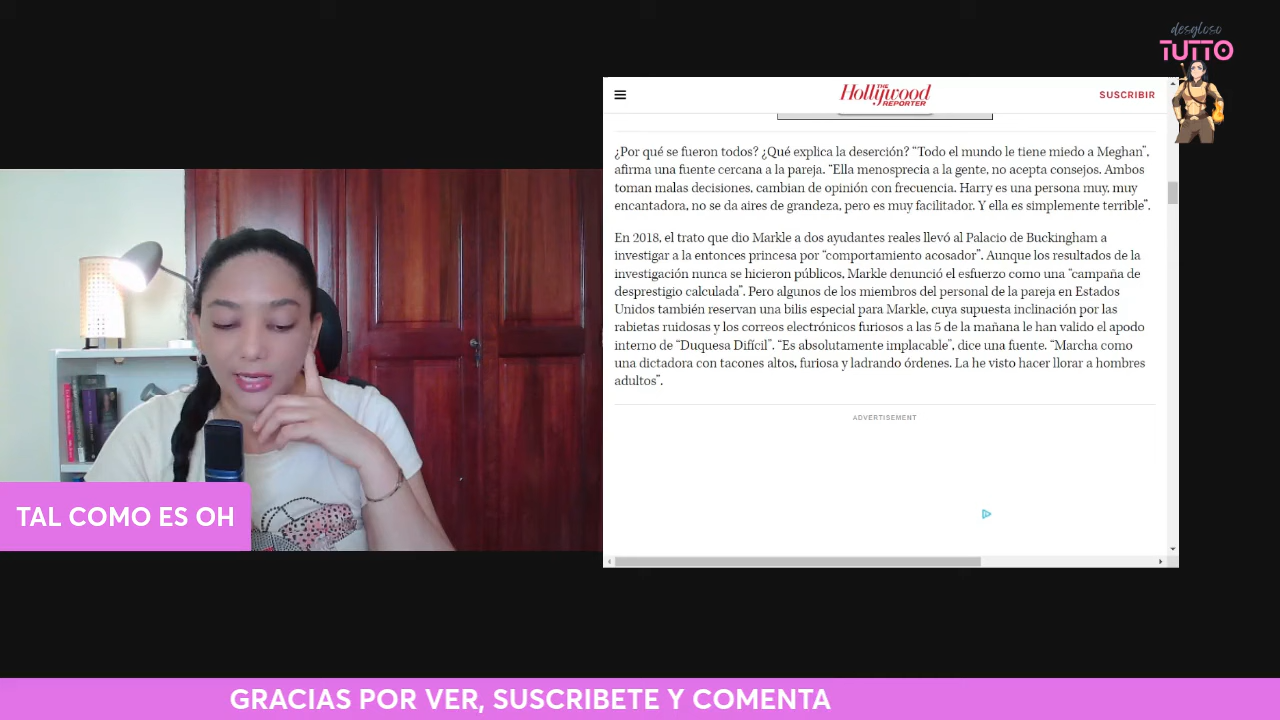 desgloso
TUTTO
THE
Hollywood
REPORTER
SUSCRIBIR
¿Por qué se fueron todos? ¿Qué explica la deserción? “Todo el mundo le tiene miedo a Meghan”,
afirma una fuente cercana a la pareja. “Ella menosprecia a la gente, no acepta consejos. Ambos
toman malas decisiones, cambian de opinión con frecuencia. Harry es una persona muy, muy
encantadora, no se da aires de grandeza, pero es muy facilitador. Y ella es simplemente terrible”.
En 2018, el trato que dio Markle a dos ayudantes reales llevó al Palacio de Buckingham a
investigar a la entonces princesa por “comportamiento acosador”. Aunque los resultados de la
investigación nunca se hicieron públicos, Markle denunció el esfuerzo como una “campaña de
desprestigio calculada”. Pero algunos de los miembros del personal de la pareja en Estados
Unidos también reservan una bilis especial para Markle, cuya supuesta inclinación por las
rabietas ruidosas y los correos electrónicos furiosos a las 5 de la mañana le han valido el apodo
interno de “Duquesa Difícil”. “Es absolutamente implacable”, dice una fuente. “Marcha como
una dictadora con tacones altos, furiosa y ladrando órdenes. La he visto hacer llorar a hombres
adultos”.
ADVERTISEMENT
TAL COMO ES OH
GRACIAS POR VER, SUSCRIBETE Y COMENTA